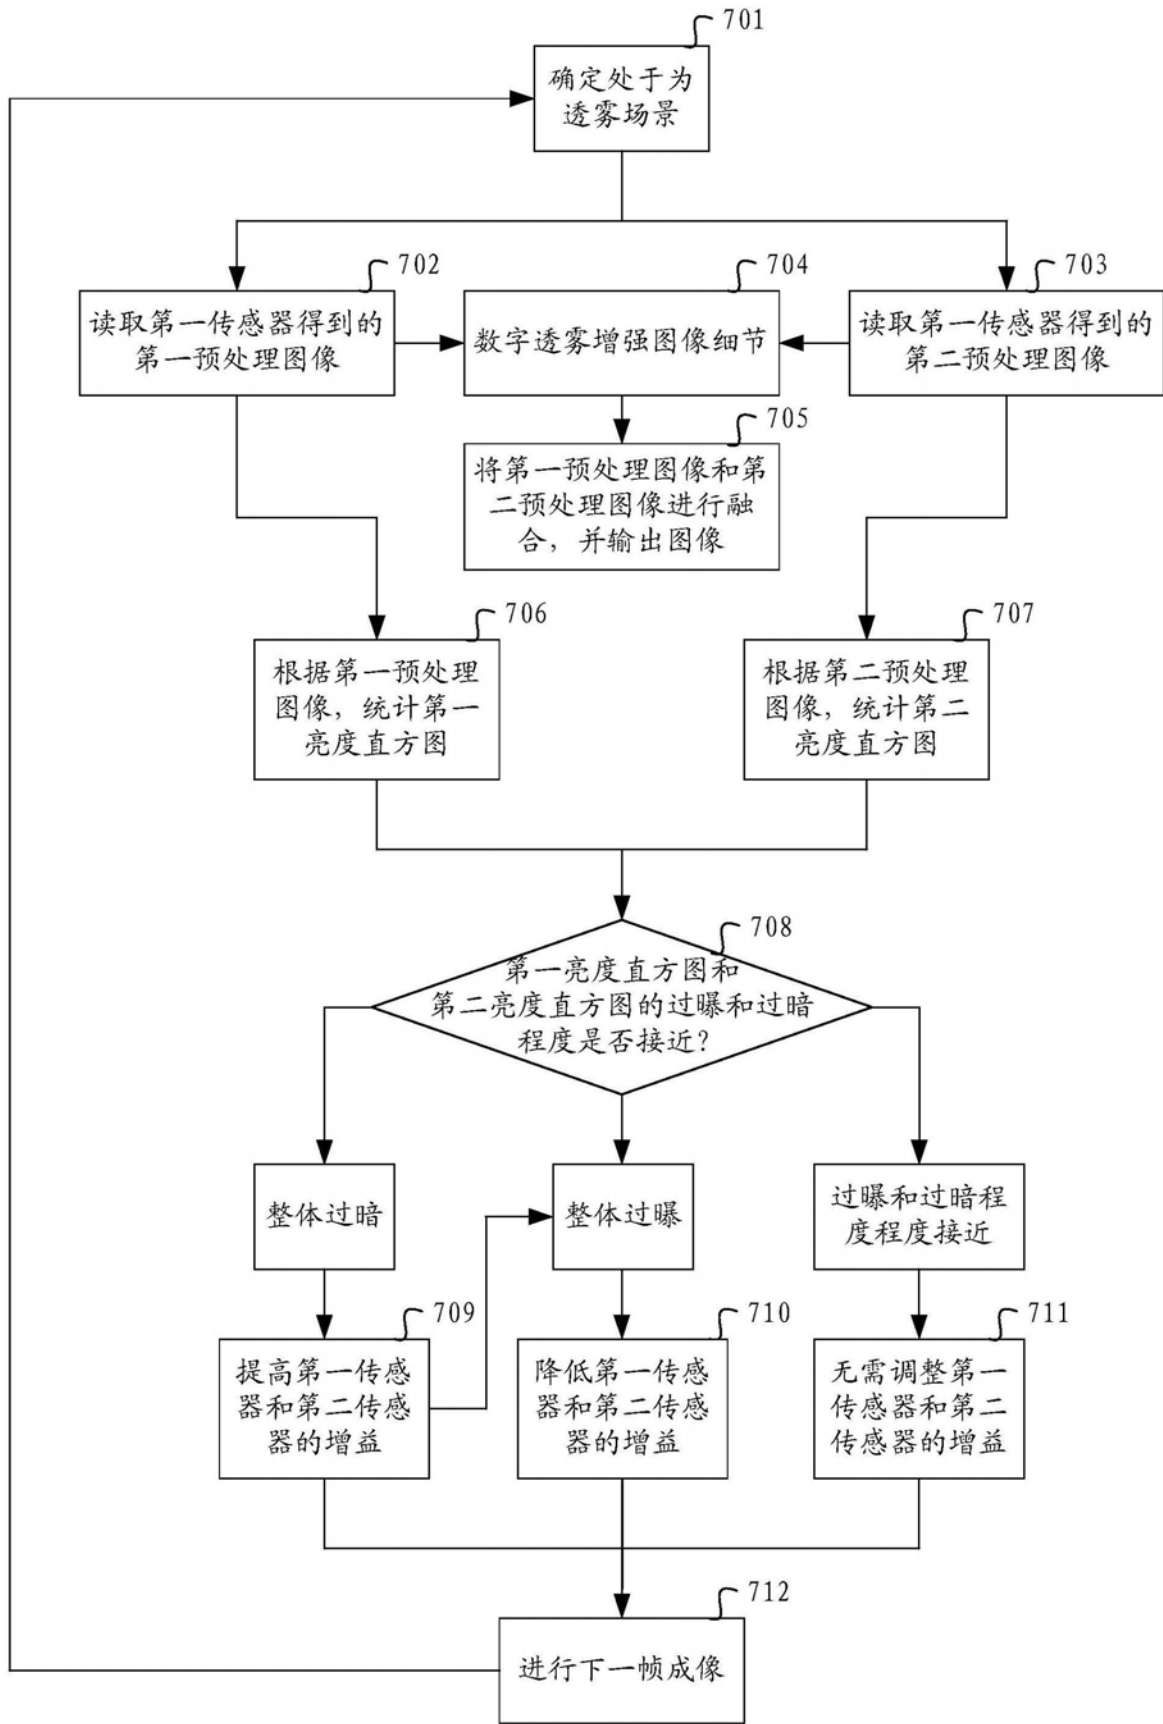 701
确定处于为
透雾场景
702
704
703
读取第一传感器得到的
第一预处理图像
数字透雾增强图像细节
读取第一传感器得到的
第二预处理图像
705
将第一预处理图像和第
二预处理图像进行融
合，并输出图像
706
707
根据第一预处理
图像，统计第一
亮度直方图
根据第二预处理
图像，统计第二
亮度直方图
708
第一亮度直方图和
第二亮度直方图的过曝和过暗
程度是否接近？
整体过暗
整体过曝
过曝和过暗程
度程度接近
709
710
711
提高第一传感
器和第二传感
器的增益
降低第一传感
器和第二传感
器的增益
无需调整第一
传感器和第二
传感器的增益
712
进行下一帧成像